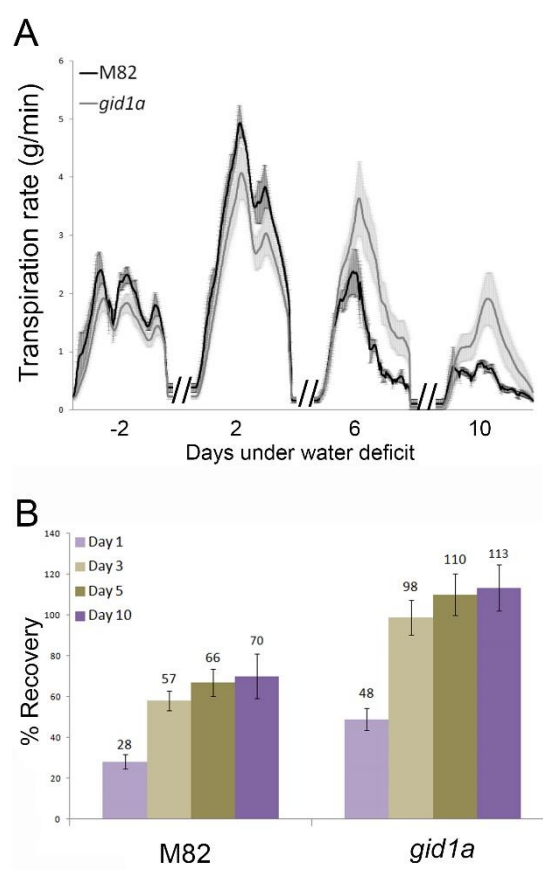 A
6
5
4
3
2
1
0
M82
gid1a
Transpiration rate (g/min)
-2 2 6 10
Days under water deficit
B
140
120
100
80
60
40
20
0
Day 1
Day 3
Day 5
Day 10
% Recovery
28 57 66 70
48 98 110 113
M82 gid1a